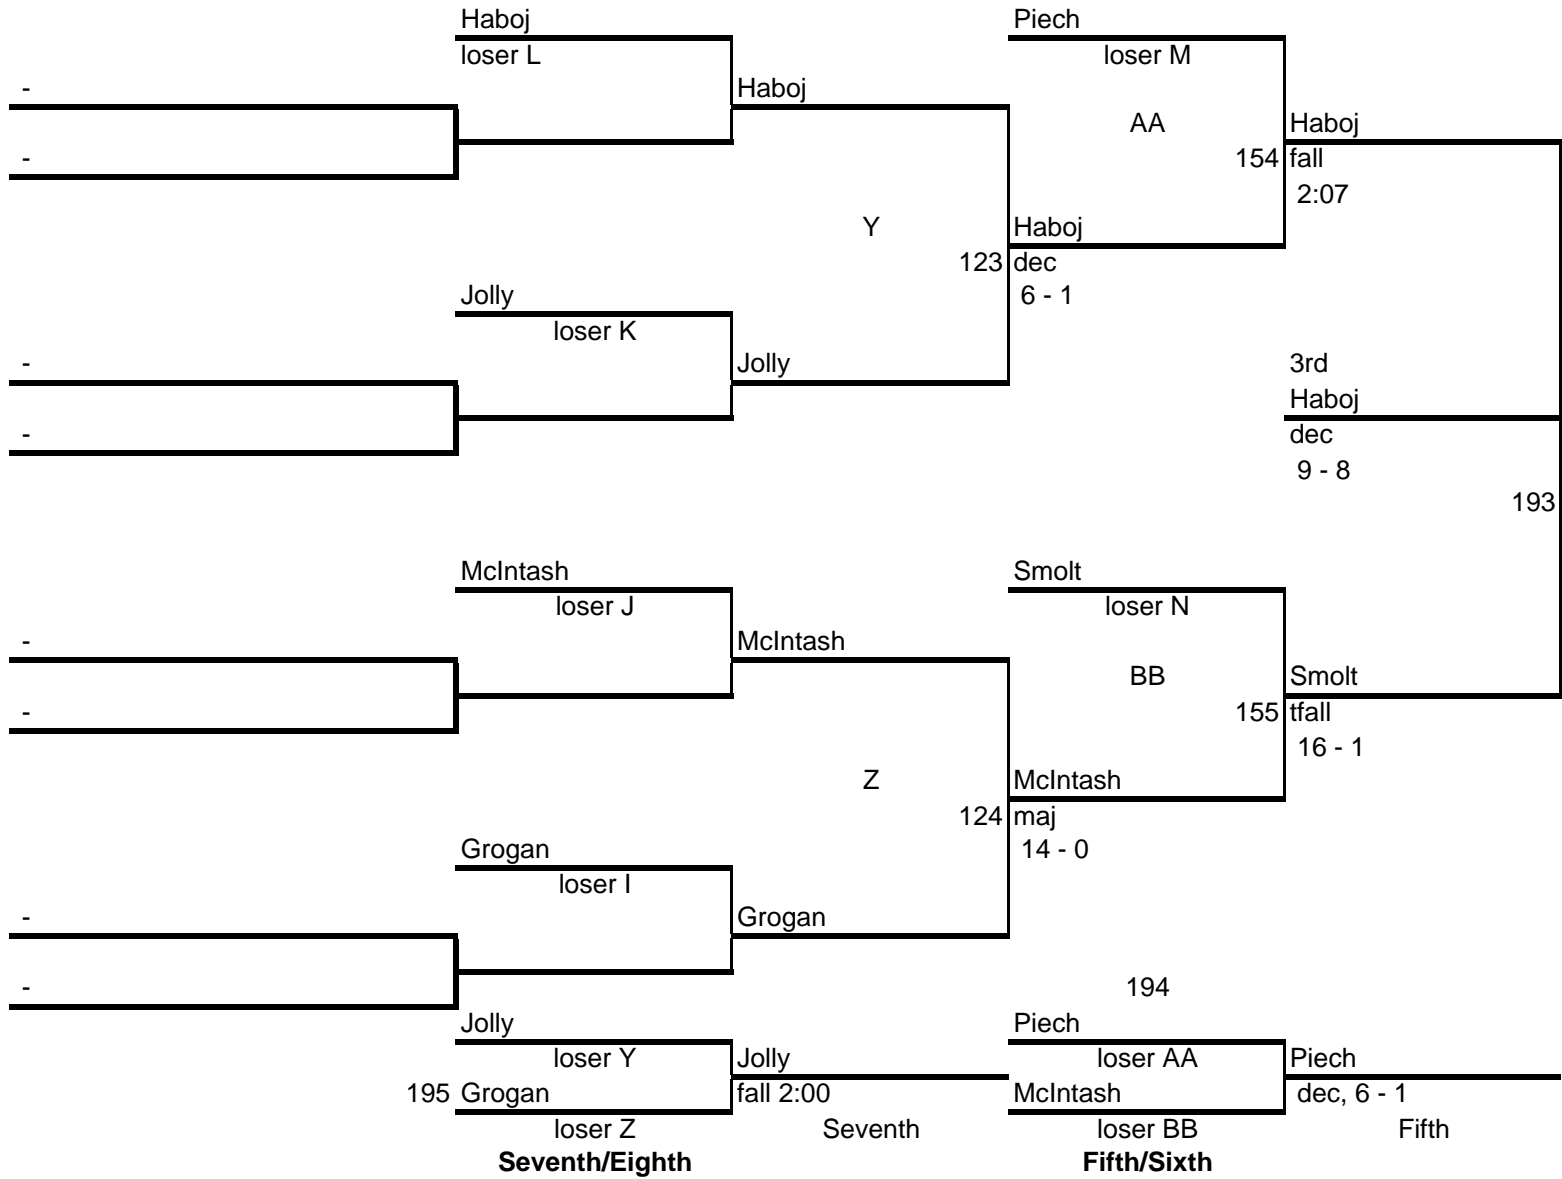 Haboj Piech
loser L loser M
- Haboj
AA Haboj
- 154 fall
2:07
Y Haboj
123 dec
Jolly 6 - 1
loser K
- Jolly 3rd
Haboj
- dec
9 - 8
193
McIntash Smolt
loser J loser N
- McIntash
BB Smolt
- 155 tfall
16 - 1
Z McIntash
124 maj
Grogan 14 - 0
loser I
- Grogan
- 194
Jolly Piech
loser Y Jolly loser AA Piech
195 Grogan fall 2:00 McIntash dec, 6 - 1
loser Z Seventh loser BB Fifth
Seventh/Eighth Fifth/Sixth